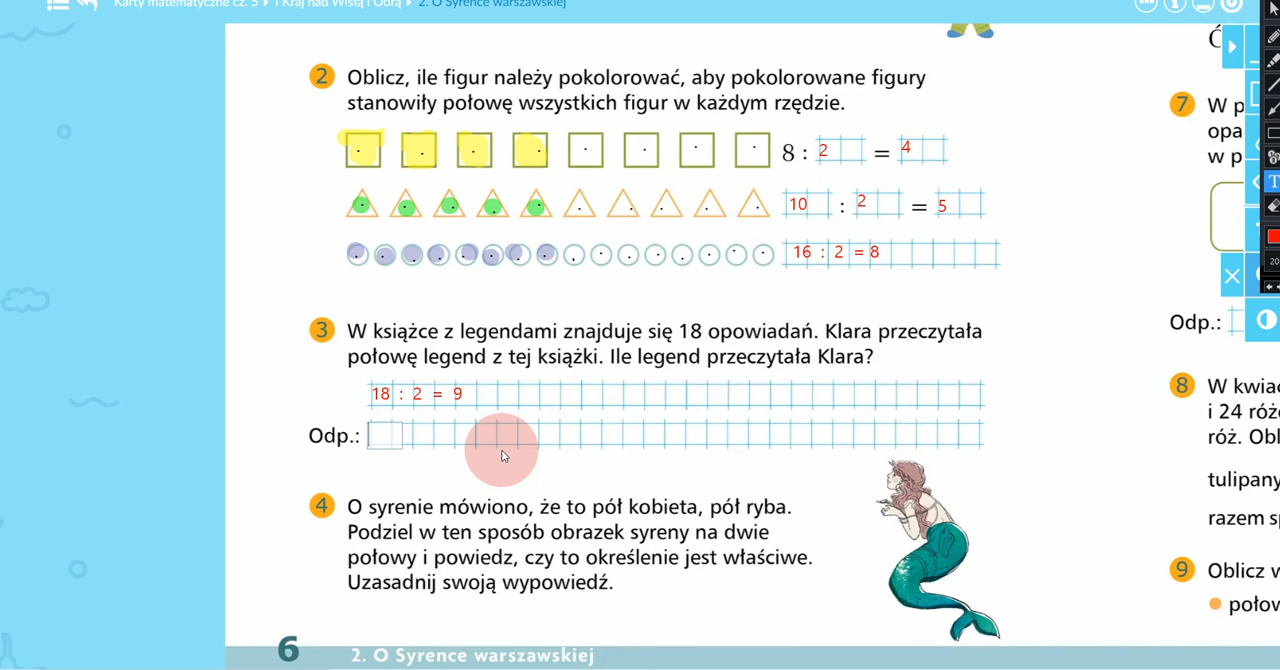 Karty matematyczne cz. 5 ▸ I Kraj nad Wisłą i Odrą ▸ 2. O Syrence warszawskiej
2 Oblicz, ile figur należy pokolorować, aby pokolorowane figury
stanowiły połowę wszystkich figur w każdym rzędzie.
8 : 2 = 4
10 : 2 = 5
16 : 2 = 8
3 W książce z legendami znajduje się 18 opowiadań. Klara przeczytała
połowę legend z tej książki. Ile legend przeczytała Klara?
18 : 2 = 9
Odp.:
4 O syrenie mówiono, że to pół kobieta, pół ryba.
Podziel w ten sposób obrazek syreny na dwie
połowy i powiedz, czy to określenie jest właściwe.
Uzasadnij swoją wypowiedź.
6 2. O Syrence warszawskiej
7 W p
opa
w p
Odp.:
8 W kwia
i 24 róż
róż. Obl
tulipany
razem s
9 Oblicz w
• połow
T
20